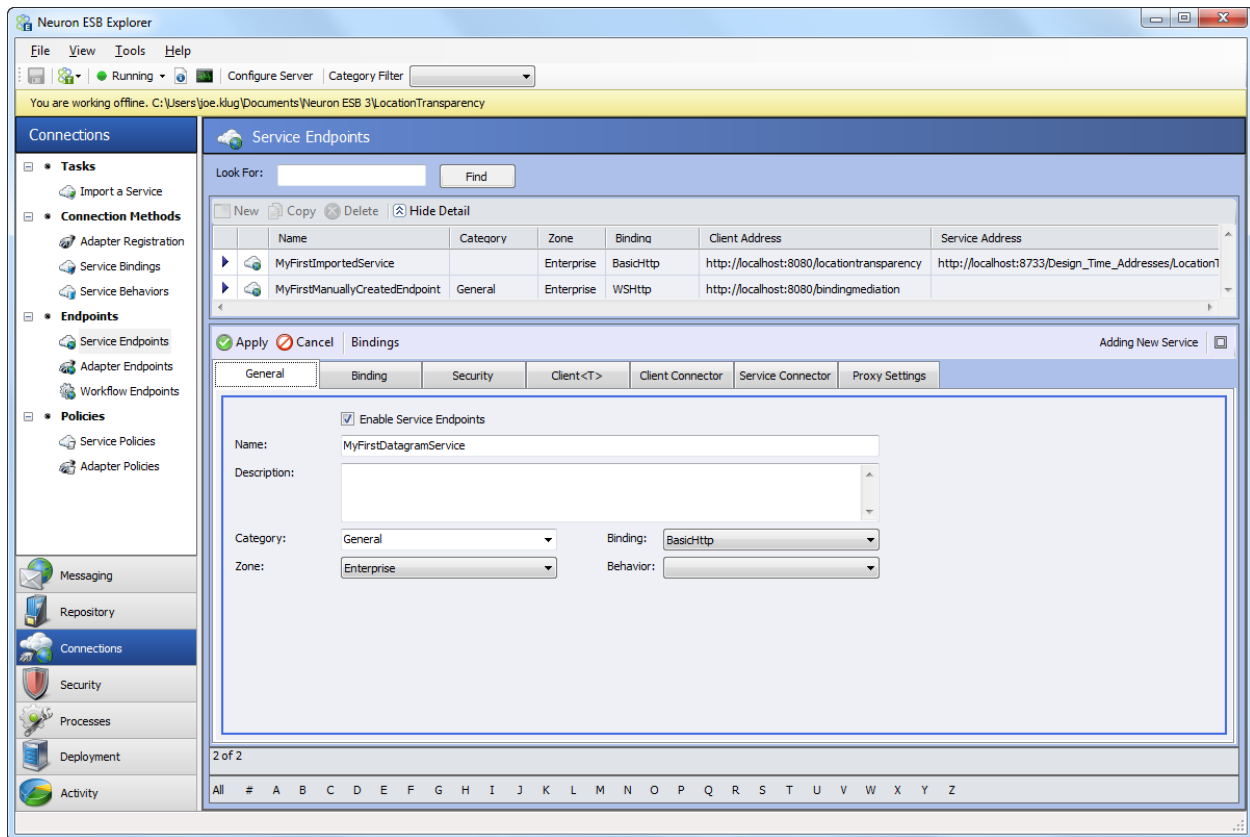 Neuron ESB Explorer
File View Tools Help
Running Configure Server Category Filter
You are working offline. C:\Users\joe.klug\Documents\Neuron ESB 3\LocationTransparency
Connections
Tasks
Import a Service
Connection Methods
Adapter Registration
Service Bindings
Service Behaviors
Endpoints
Service Endpoints
Adapter Endpoints
Workflow Endpoints
Policies
Service Policies
Adapter Policies
Messaging
Repository
Connections
Security
Processes
Deployment
Activity
Service Endpoints
Look For: Find
New Copy Delete Hide Detail
Name Category Zone Binding Client Address Service Address
MyFirstImportedService Enterprise BasicHttp http://localhost:8080/locationtransparency http://localhost:8733/Design_Time_Addresses/Location
MyFirstManuallyCreatedEndpoint General Enterprise WSHttp http://localhost:8080/bindingmediation
Apply Cancel Bindings Adding New Service
General Binding Security Client<T> Client Connector Service Connector Proxy Settings
Enable Service Endpoints
Name: MyFirstDatagramService
Description:
Category: General Binding: BasicHttp
Zone: Enterprise Behavior:
2 of 2
All # A B C D E F G H I J K L M N O P Q R S T U V W X Y Z